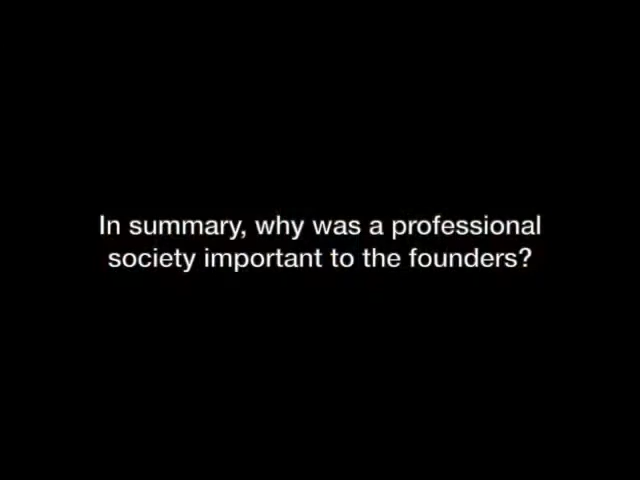 In summary, why was a professional
society important to the founders?